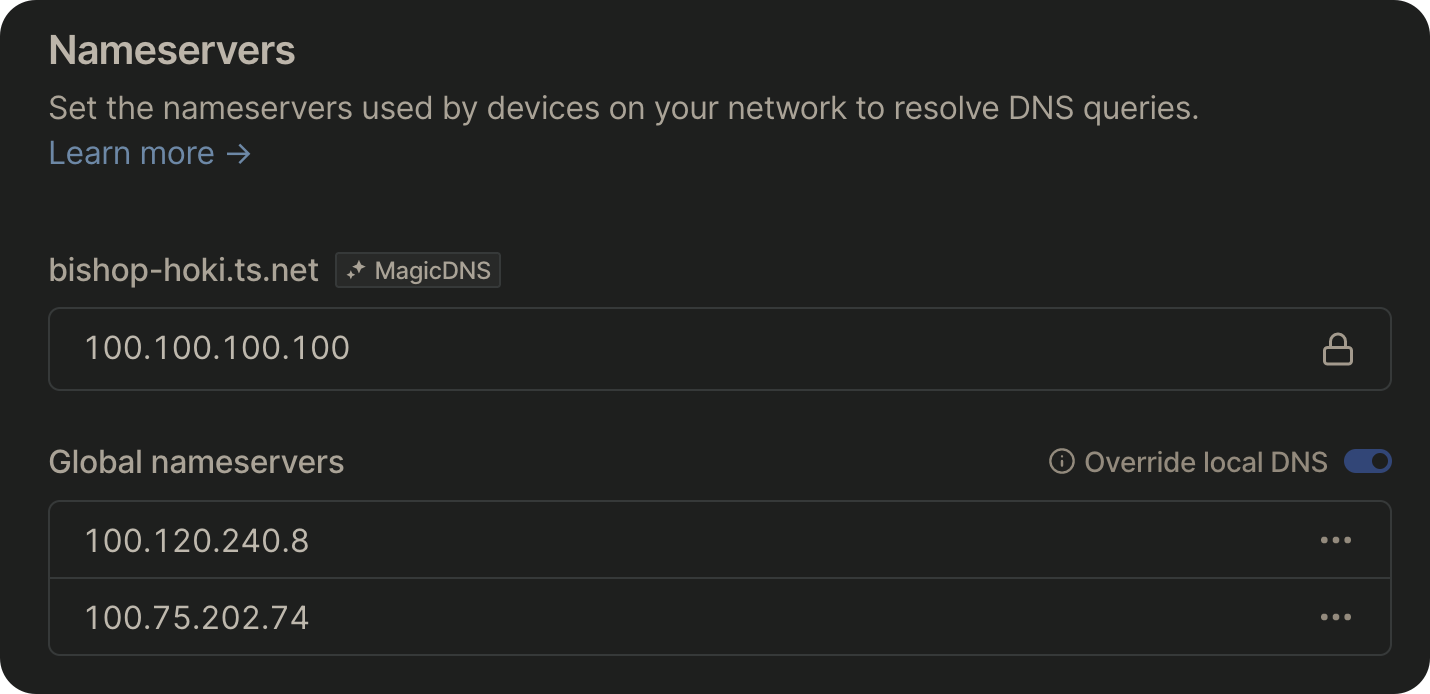 Nameservers
Set the nameservers used by devices on your network to resolve DNS queries.
Learn more →
bishop-hoki.ts.net MagicDNS
100.100.100.100
Global nameservers Override local DNS
100.120.240.8
100.75.202.74